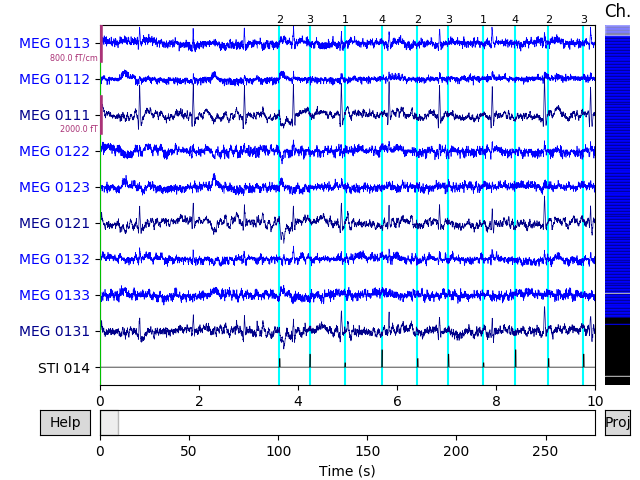 Ch.
2 3 1 4 2 3 1 4 2 3
MEG 0113
800.0 fT/cm
MEG 0112
MEG 0111
2000.0 fT
MEG 0122
MEG 0123
MEG 0121
MEG 0132
MEG 0133
MEG 0131
STI 014
0 2 4 6 8 10
Help
Proj
0 50 100 150 200 250
Time (s)